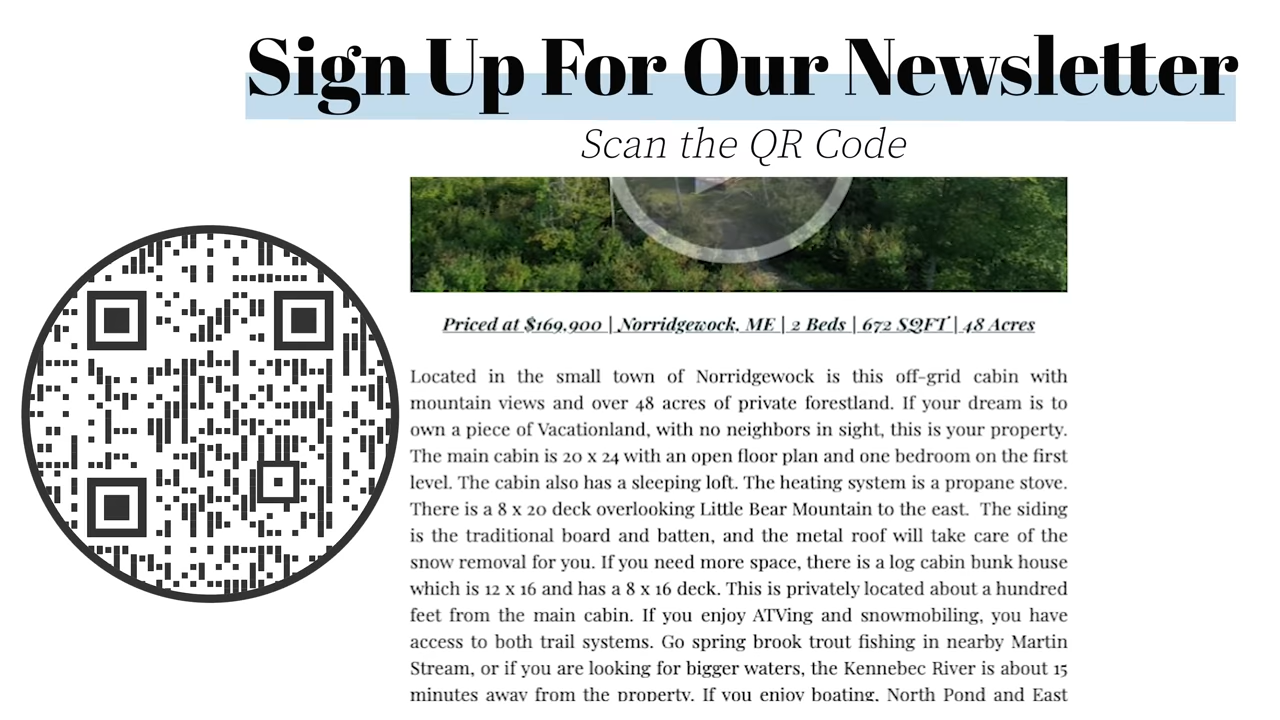 Sign Up For Our Newsletter
Scan the QR Code
Priced at $169,900 | Norridgewock, ME | 2 Beds | 672 SQFT | 48 Acres
Located in the small town of Norridgewock is this off-grid cabin with
mountain views and over 48 acres of private forestland. If your dream is to
own a piece of Vacationland, with no neighbors in sight, this is your property.
The main cabin is 20 x 24 with an open floor plan and one bedroom on the first
level. The cabin also has a sleeping loft. The heating system is a propane stove.
There is a 8 x 20 deck overlooking Little Bear Mountain to the east. The siding
is the traditional board and batten, and the metal roof will take care of the
snow removal for you. If you need more space, there is a log cabin bunk house
which is 12 x 16 and has a 8 x 16 deck. This is privately located about a hundred
feet from the main cabin. If you enjoy ATVing and snowmobiling, you have
access to both trail systems. Go spring brook trout fishing in nearby Martin
Stream, or if you are looking for bigger waters, the Kennebec River is about 15
minutes away from the property. If you enjoy boating, North Pond and East